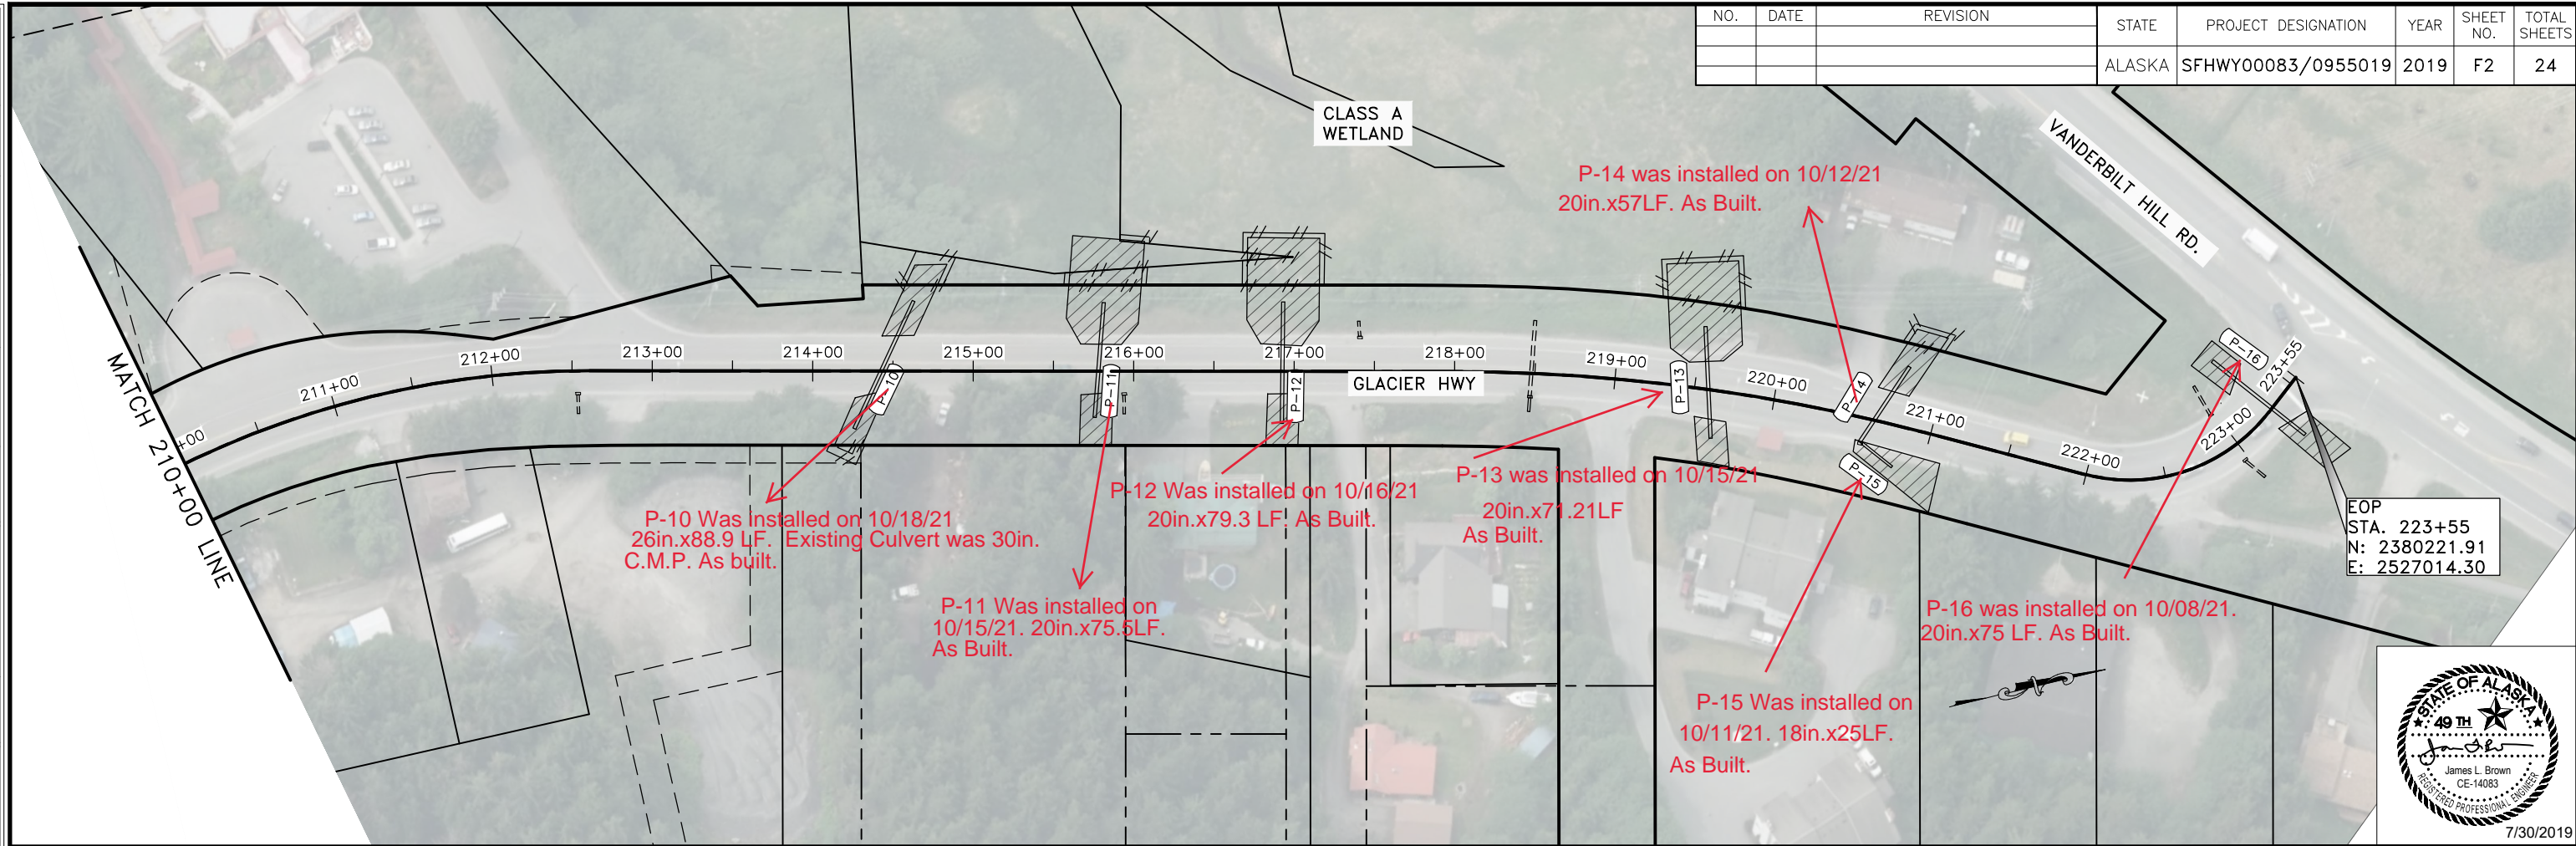 NO. DATE REVISION
STATE PROJECT DESIGNATION YEAR SHEET NO. TOTAL SHEETS
ALASKA SFHWY00083/0955019 2019 F2 24
CLASS A
WETLAND
VANDERBILT HILL RD.
P-14 was installed on 10/12/21
20in.x57LF. As Built.
MATCH 210+00 LINE
+00
211+00
212+00
213+00
214+00
215+00
216+00
217+00
218+00
219+00
220+00
221+00
222+00
223+00
223+55
GLACIER HWY
P-10
P-11
P-12
P-13
P-14
P-15
P-16
P-10 Was installed on 10/18/21
26in.x88.9 LF. Existing Culvert was 30in.
C.M.P. As built.
P-11 Was installed on
10/15/21. 20in.x75.5LF.
As Built.
P-12 Was installed on 10/16/21
20in.x79.3 LF. As Built.
P-13 was installed on 10/15/21
20in.x71.21LF
As Built.
P-15 Was installed on
10/11/21. 18in.x25LF.
As Built.
P-16 was installed on 10/08/21.
20in.x75 LF. As Built.
EOP
STA. 223+55
N: 2380221.91
E: 2527014.30
STATE OF ALASKA
49 TH
James L. Brown
CE-14083
REGISTERED PROFESSIONAL ENGINEER
7/30/2019